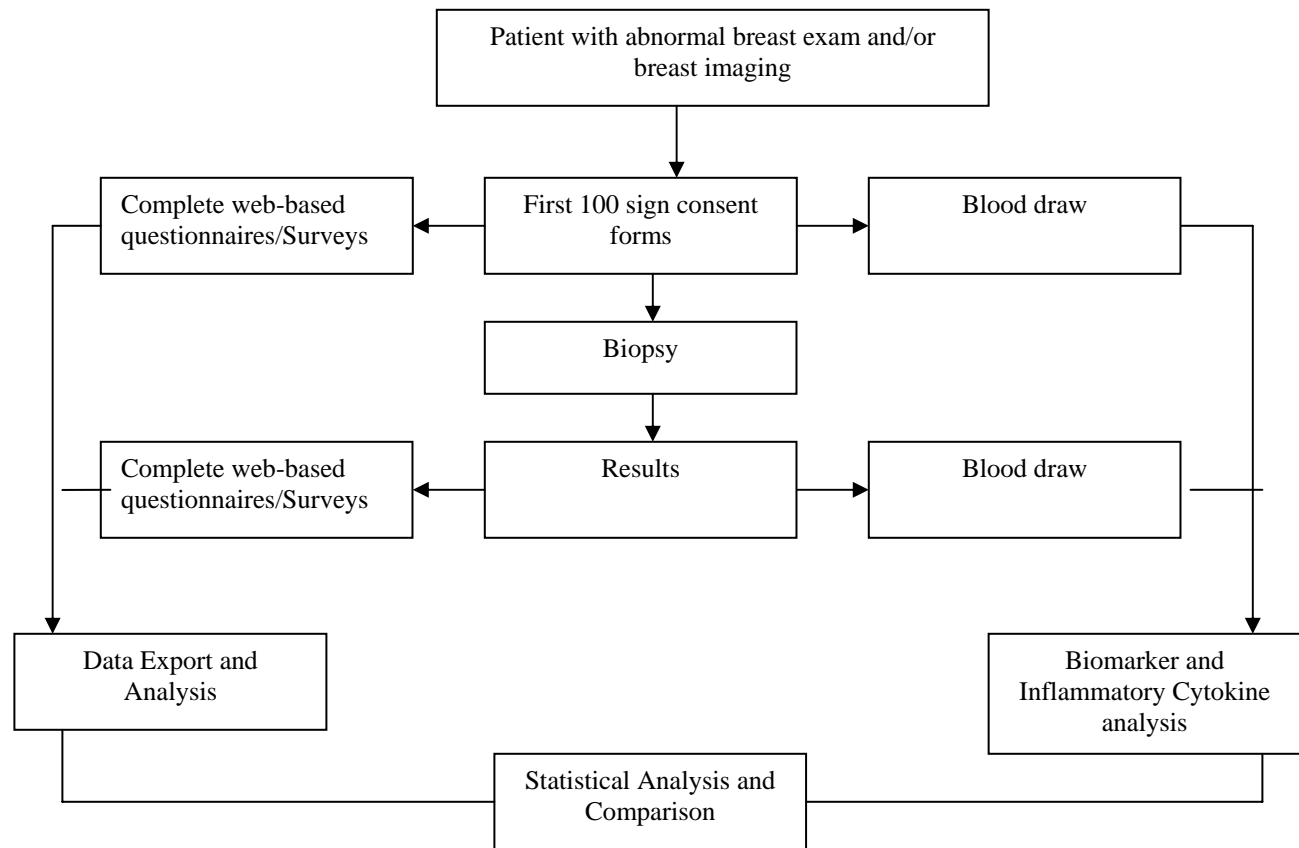 Patient with abnormal breast exam and/or
breast imaging
Complete web-based
questionnaires/Surveys
First 100 sign consent
forms
Blood draw
Biopsy
Complete web-based
questionnaires/Surveys
Results
Blood draw
Data Export and
Analysis
Biomarker and
Inflammatory Cytokine
analysis
Statistical Analysis and
Comparison